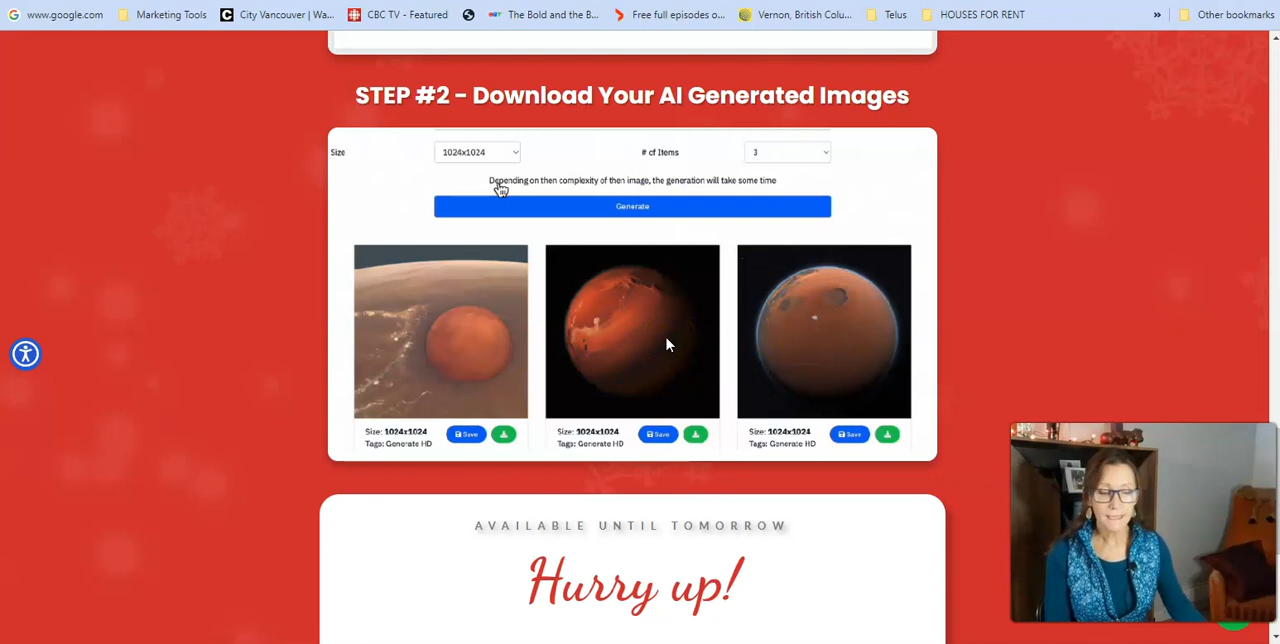 www.google.com Marketing Tools City Vancouver | Wa... CBC TV - Featured The Bold and the B... Free full episodes o... Vernon, British Colu... Telus HOUSES FOR RENT » Other bookmarks
STEP #2 - Download Your AI Generated Images
Size 1024x1024 # of Items 3
Depending on then complexity of then image, the generation will take some time
Generate
Size: 1024x1024 Save Size: 1024x1024 Save Size: 1024x1024 Save
Tags: Generate HD Tags: Generate HD Tags: Generate HD
AVAILABLE UNTIL TOMORROW
Hurry up!